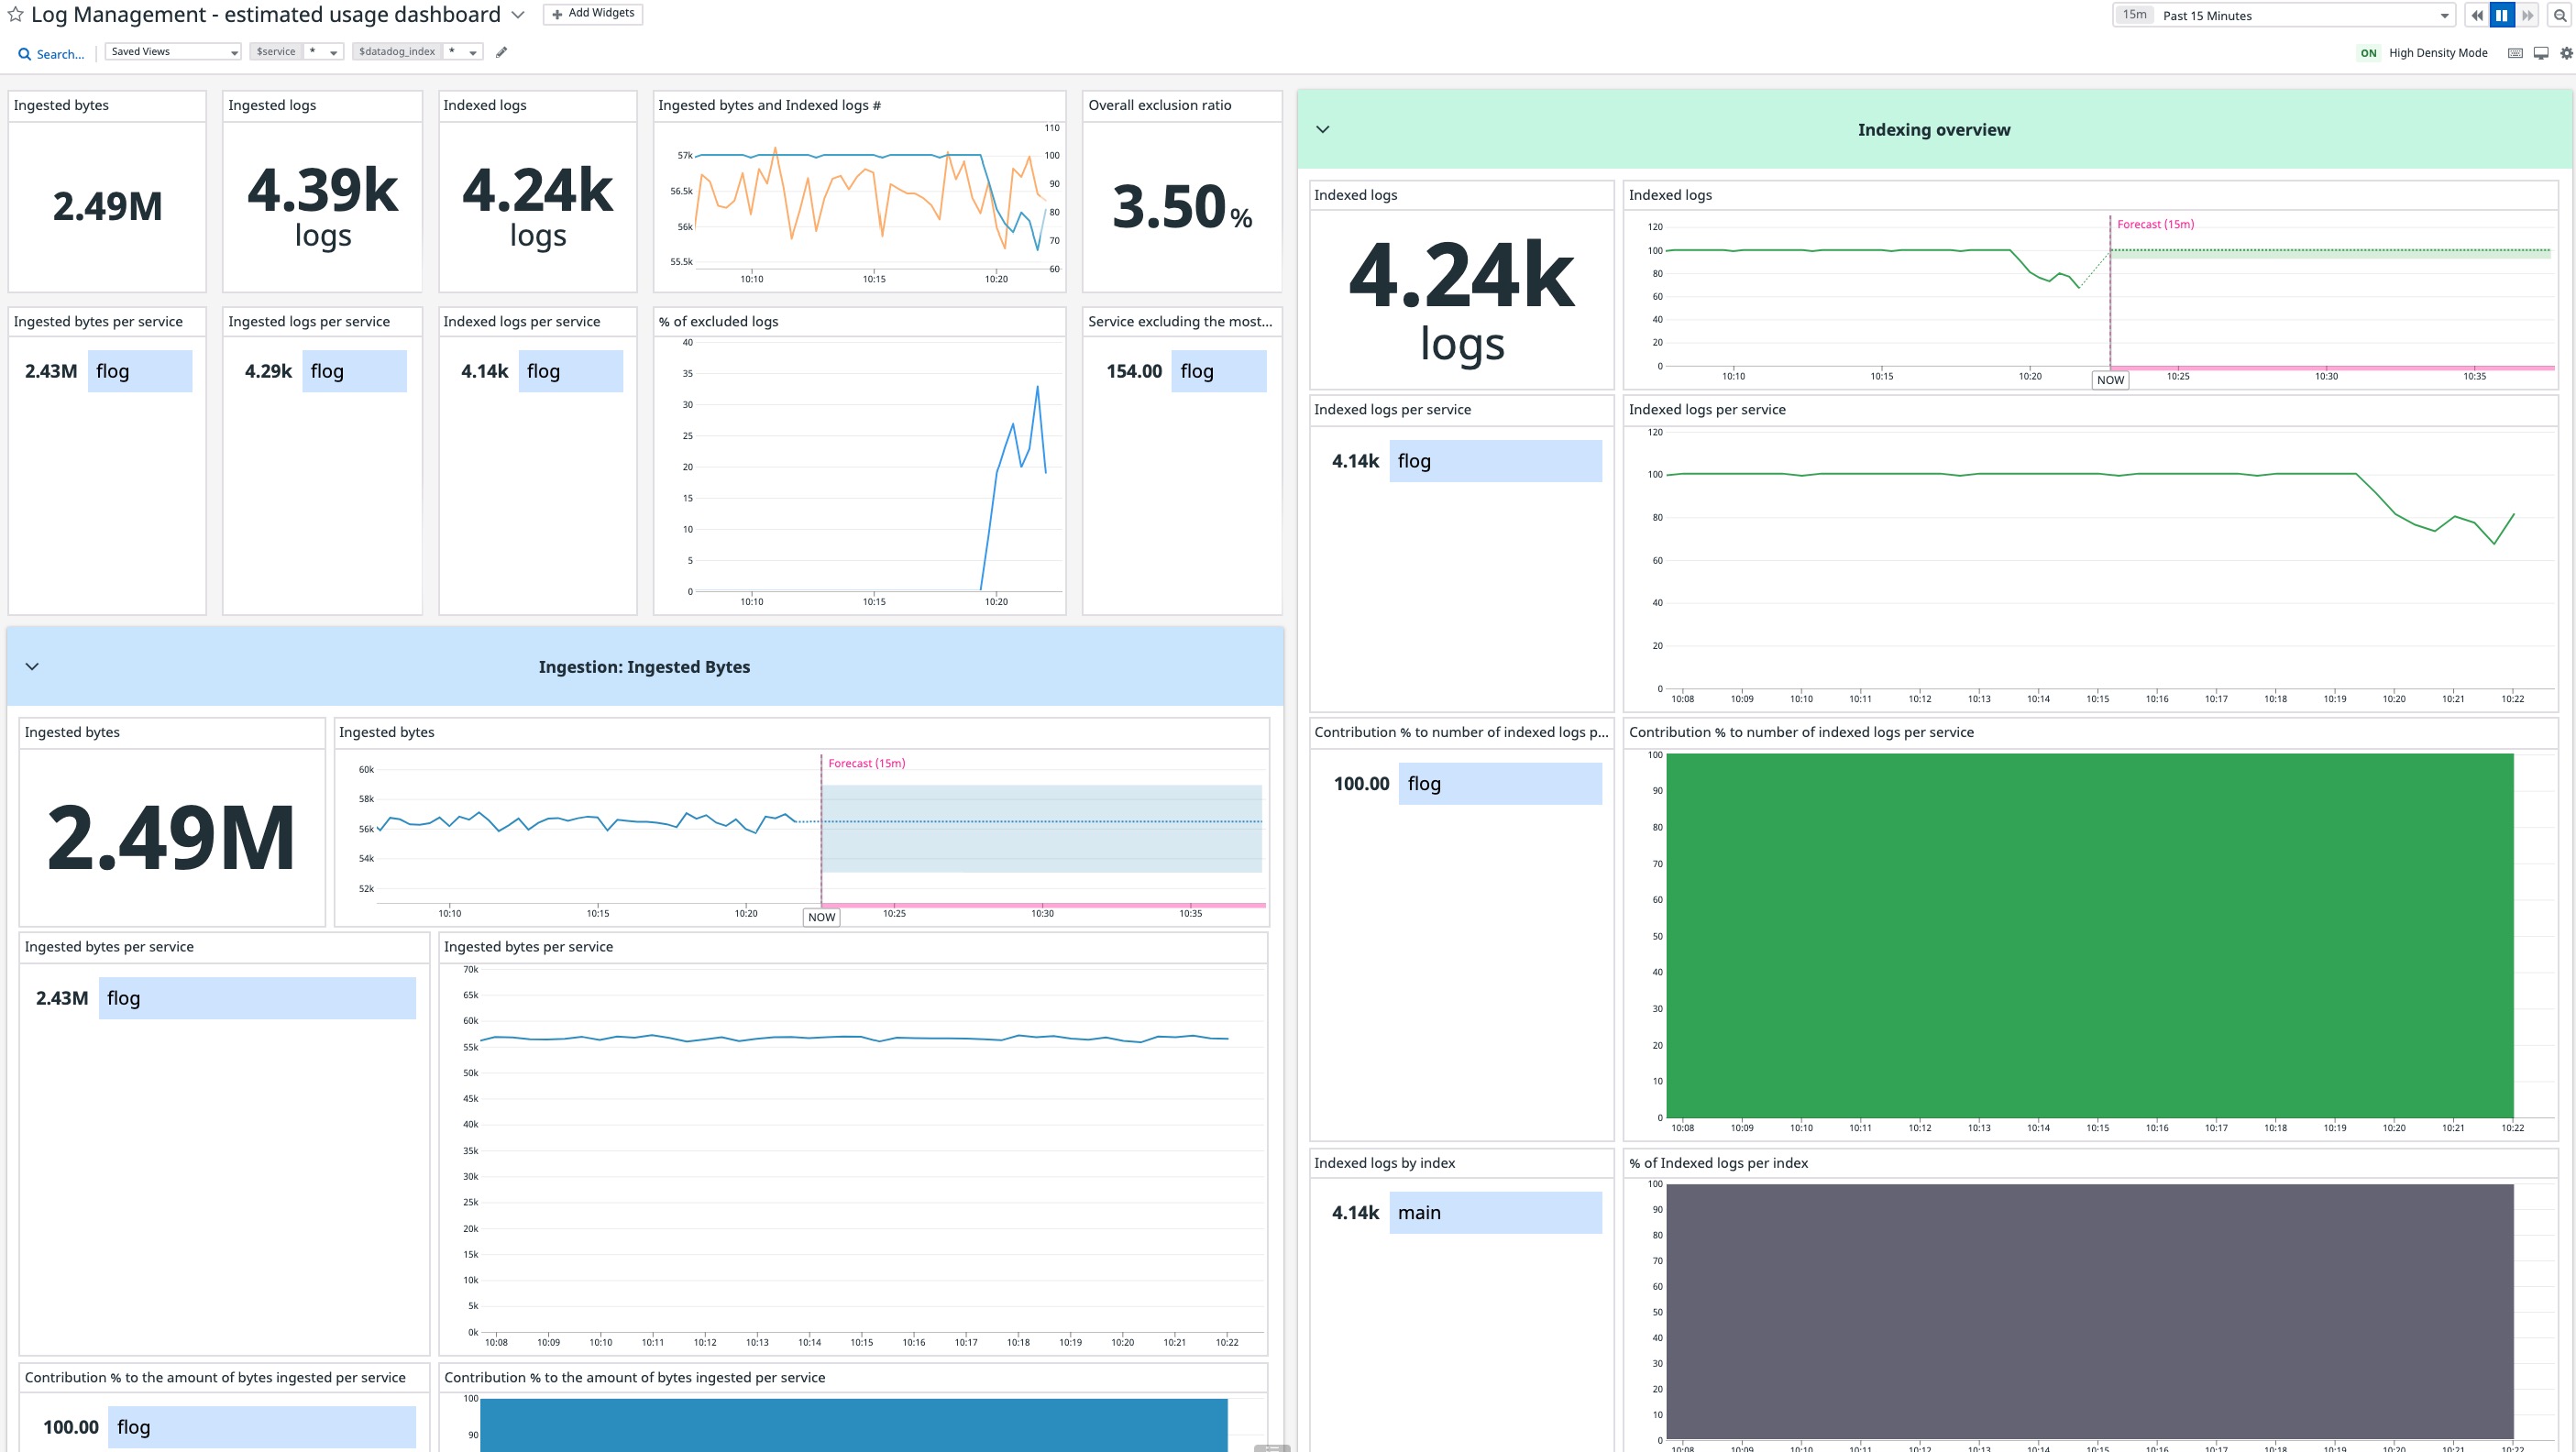 Log Management - estimated usage dashboard
Add Widgets
15m Past 15 Minutes
Search...
Saved Views
$service *
$datadog_index *
ON High Density Mode
Ingested bytes
2.49M
Ingested logs
4.39k
logs
Indexed logs
4.24k
logs
Ingested bytes and Indexed logs #
57k
56.5k
56k
55.5k
110
100
90
80
70
60
10:10 10:15 10:20
Overall exclusion ratio
3.50%
Ingested bytes per service
2.43M flog
Ingested logs per service
4.29k flog
Indexed logs per service
4.14k flog
% of excluded logs
40
35
30
25
20
15
10
5
0
10:10 10:15 10:20
Service excluding the most...
154.00 flog
Ingestion: Ingested Bytes
Ingested bytes
2.49M
Ingested bytes
Forecast (15m)
60k
58k
56k
54k
52k
10:10 10:15 10:20 NOW 10:25 10:30 10:35
Ingested bytes per service
2.43M flog
Ingested bytes per service
70k
65k
60k
55k
50k
45k
40k
35k
30k
25k
20k
15k
10k
5k
0k
10:08 10:09 10:10 10:11 10:12 10:13 10:14 10:15 10:16 10:17 10:18 10:19 10:20 10:21 10:22
Contribution % to the amount of bytes ingested per service
100.00 flog
Contribution % to the amount of bytes ingested per service
100
90
Indexing overview
Indexed logs
4.24k
logs
Indexed logs
Forecast (15m)
120
100
80
60
40
20
0
10:10 10:15 10:20 NOW 10:25 10:30 10:35
Indexed logs per service
4.14k flog
Indexed logs per service
120
100
80
60
40
20
0
10:08 10:09 10:10 10:11 10:12 10:13 10:14 10:15 10:16 10:17 10:18 10:19 10:20 10:21 10:22
Contribution % to number of indexed logs p...
100.00 flog
Contribution % to number of indexed logs per service
100
90
80
70
60
50
40
30
20
10
0
10:08 10:09 10:10 10:11 10:12 10:13 10:14 10:15 10:16 10:17 10:18 10:19 10:20 10:21 10:22
Indexed logs by index
4.14k main
% of Indexed logs per index
100
90
80
70
60
50
40
30
20
10
0
10:08 10:09 10:10 10:11 10:12 10:13 10:14 10:15 10:16 10:17 10:18 10:19 10:20 10:21 10:22